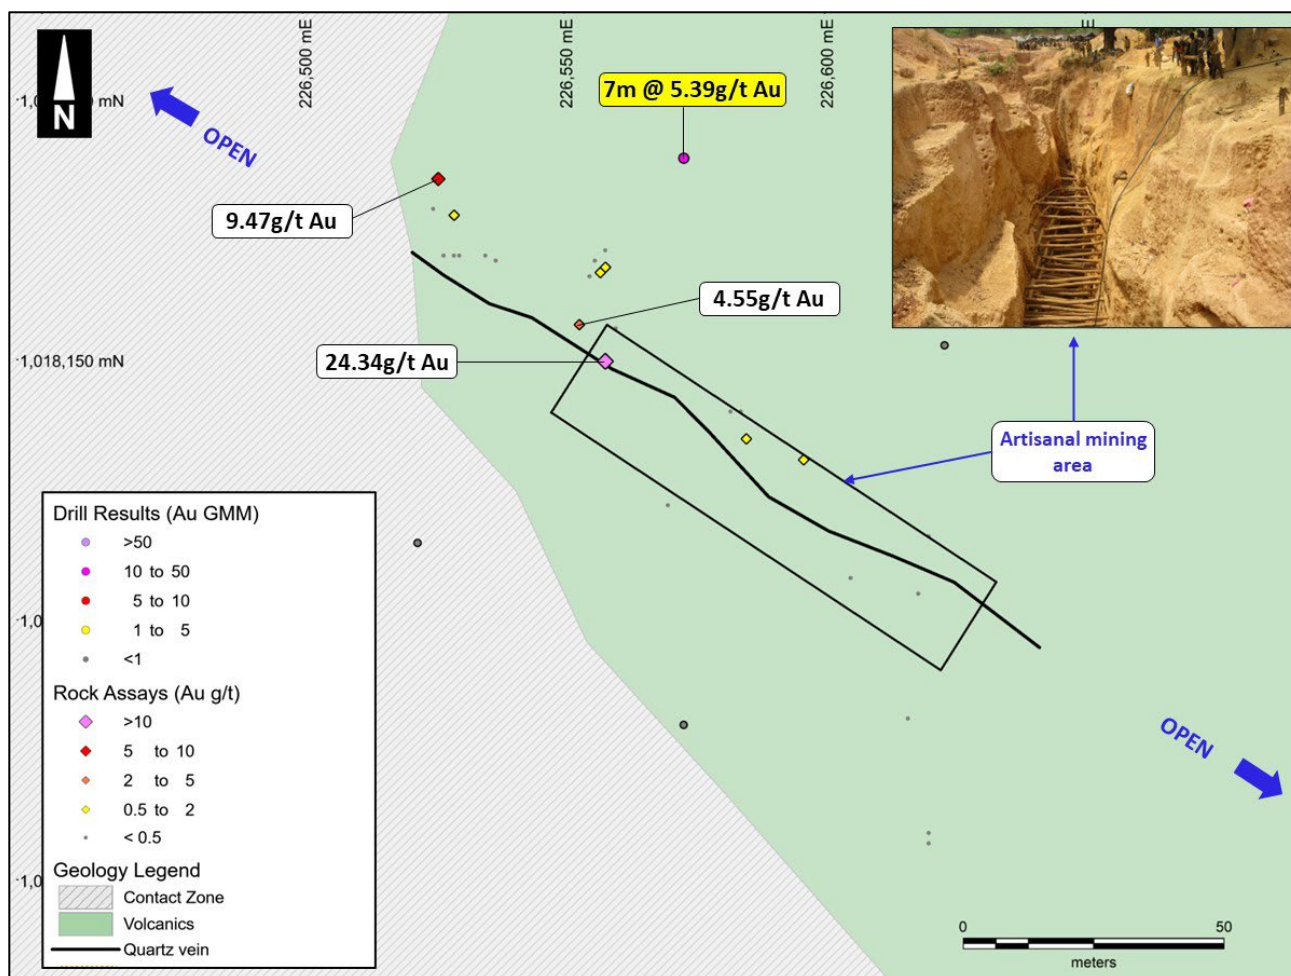 226,500 mE
226,550 mE
226,600 mE
N
OPEN
7m @ 5.39g/t Au
9.47g/t Au
4.55g/t Au
24.34g/t Au
1,018,150 mN
Artisanal mining
area
Drill Results (Au GMM)
>50
10 to 50
5 to 10
1 to 5
<1
Rock Assays (Au g/t)
>10
5 to 10
2 to 5
0.5 to 2
< 0.5
Geology Legend
Contact Zone
Volcanics
Quartz vein
OPEN
0 50
meters